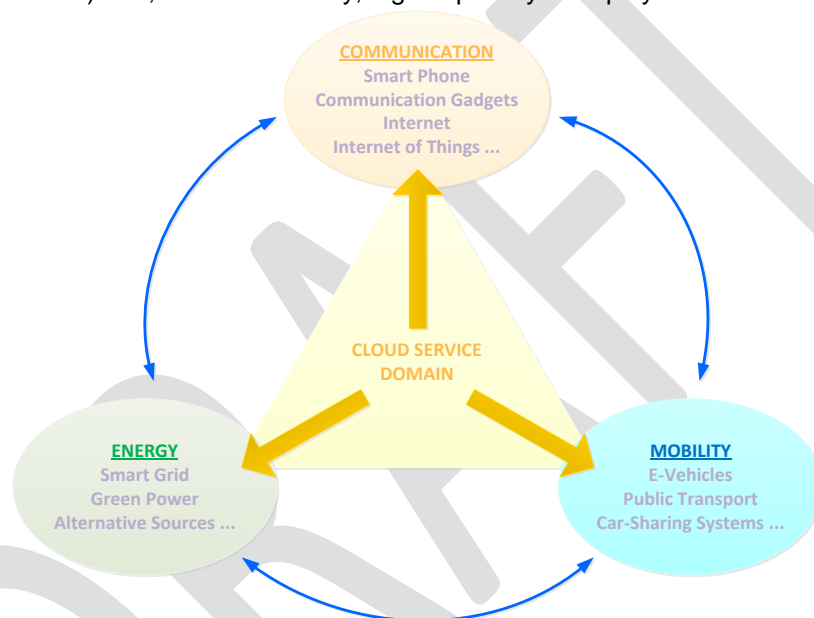 COMMUNICATION
Smart Phone
Communication Gadgets
Internet
Internet of Things ...
CLOUD SERVICE
DOMAIN
ENERGY
Smart Grid
Green Power
Alternative Sources ...
MOBILITY
E-Vehicles
Public Transport
Car-Sharing Systems ...